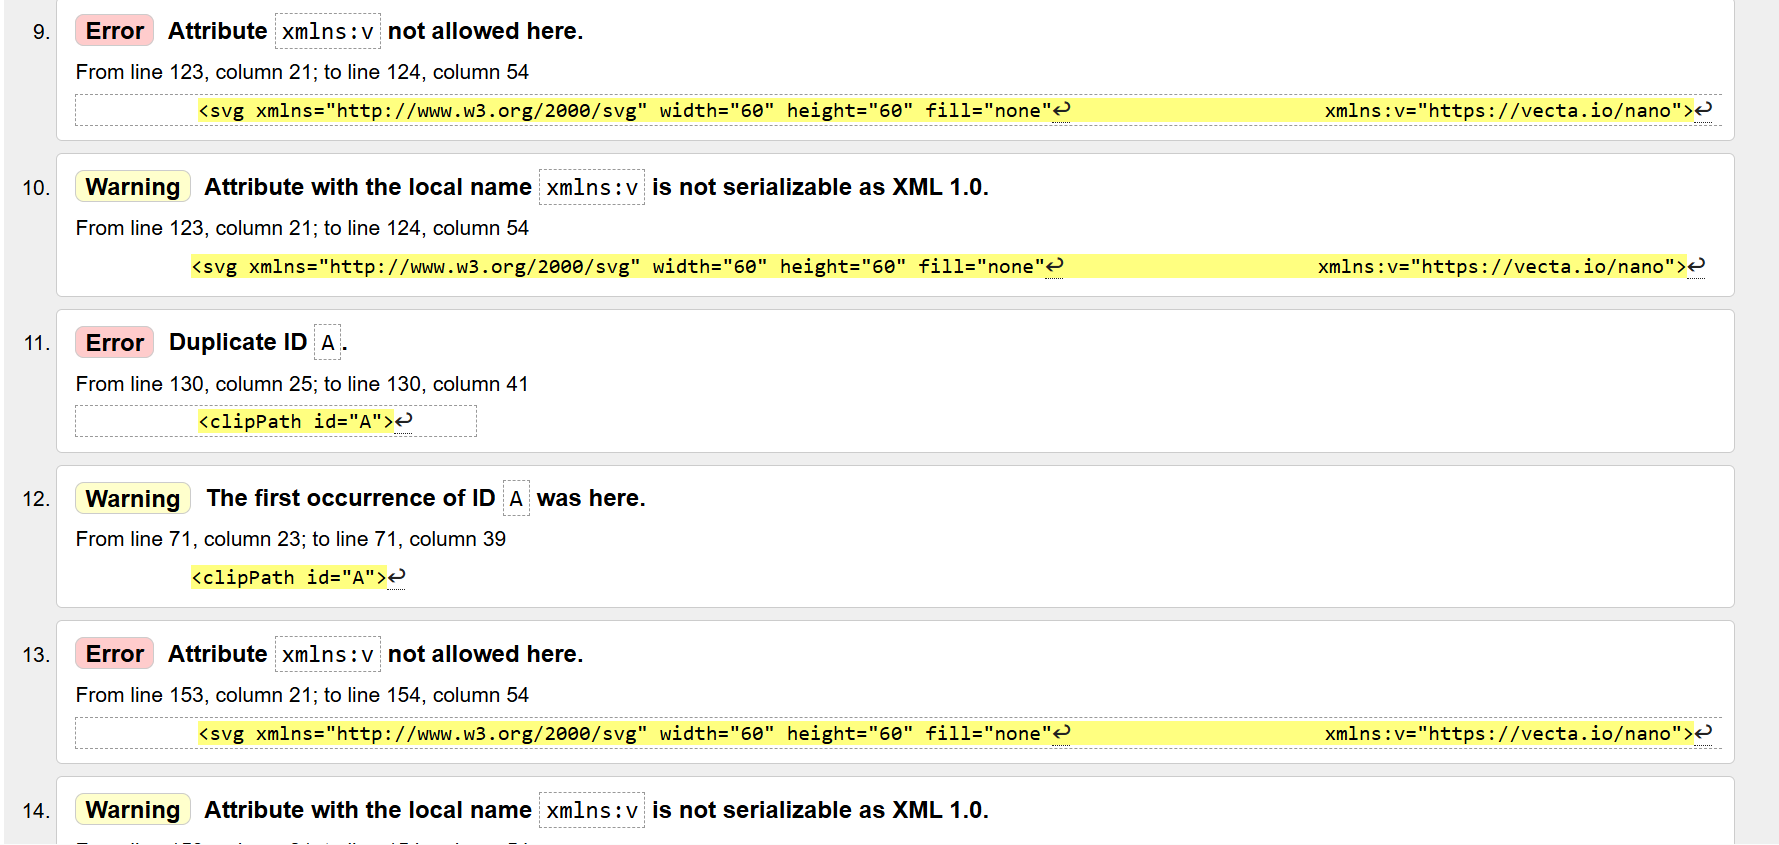 9. Error Attribute xmlns:v not allowed here.
From line 123, column 21; to line 124, column 54
<svg xmlns="http://www.w3.org/2000/svg" width="60" height="60" fill="none"↩ xmlns:v="https://vecta.io/nano">↩
10. Warning Attribute with the local name xmlns:v is not serializable as XML 1.0.
From line 123, column 21; to line 124, column 54
<svg xmlns="http://www.w3.org/2000/svg" width="60" height="60" fill="none"↩ xmlns:v="https://vecta.io/nano">↩
11. Error Duplicate ID A.
From line 130, column 25; to line 130, column 41
<clipPath id="A">↩
12. Warning The first occurrence of ID A was here.
From line 71, column 23; to line 71, column 39
<clipPath id="A">↩
13. Error Attribute xmlns:v not allowed here.
From line 153, column 21; to line 154, column 54
<svg xmlns="http://www.w3.org/2000/svg" width="60" height="60" fill="none"↩ xmlns:v="https://vecta.io/nano">↩
14. Warning Attribute with the local name xmlns:v is not serializable as XML 1.0.